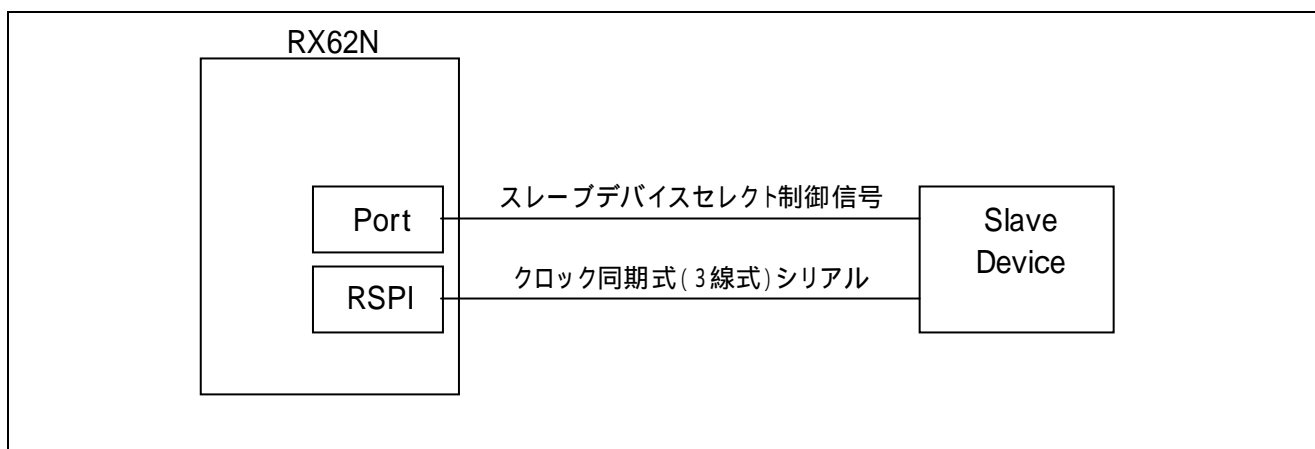 RX62N
スレーブデバイスセレクト制御信号
Port
Slave
Device
クロック同期式(3線式)シリアル
RSPI